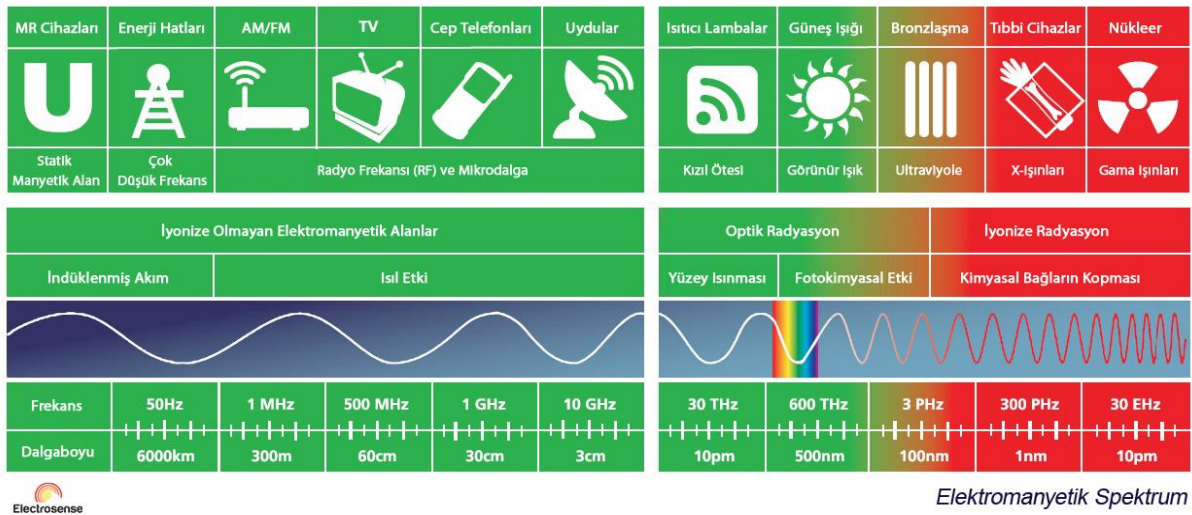 MR Cihazları Enerji Hatları AM/FM TV Cep Telefonları Uydular Isıtıcı Lambalar Güneş Işığı Bronzlaşma Tıbbi Cihazlar Nükleer
Statik
Manyetik Alan
Çok
Düşük Frekans
Radyo Frekansı (RF) ve Mikrodalga
Kızıl Ötesi Görünür Işık Ultraviyole X-Işınları Gama Işınları
İyonize Olmayan Elektromanyetik Alanlar Optik Radyasyon İyonize Radyasyon
İndüklenmiş Akım Isıl Etki Yüzey Isınması Fotokimyasal Etki Kimyasal Bağların Kopması
Frekans 50Hz 1 MHz 500 MHz 1 GHz 10 GHz 30 THz 600 THz 3 PHz 300 PHz 30 EHz
Dalgaboyu 6000km 300m 60cm 30cm 3cm 10pm 500nm 100nm 1nm 10pm
Electrosense
Elektromanyetik Spektrum